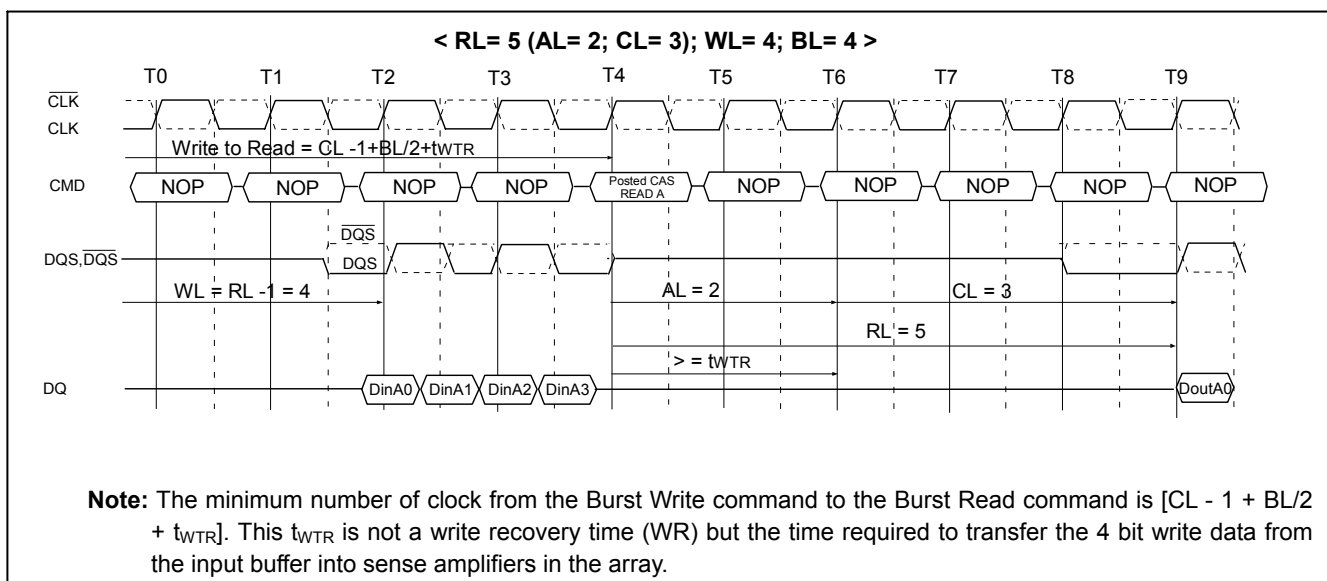 < RL= 5 (AL= 2; CL= 3); WL= 4; BL= 4 >
T0 T1 T2 T3 T4 T5 T6 T7 T8 T9
CLK
CLK
Write to Read = CL -1+BL/2+tWTR
CMD NOP NOP NOP NOP Posted CAS READ A NOP NOP NOP NOP NOP
DQS
DQS,DQS DQS
WL = RL -1 = 4 AL = 2 CL = 3
RL = 5
> = tWTR
DQ DinA0 DinA1 DinA2 DinA3 DoutA0
Note: The minimum number of clock from the Burst Write command to the Burst Read command is [CL - 1 + BL/2
+ tWTR]. This tWTR is not a write recovery time (WR) but the time required to transfer the 4 bit write data from
the input buffer into sense amplifiers in the array.